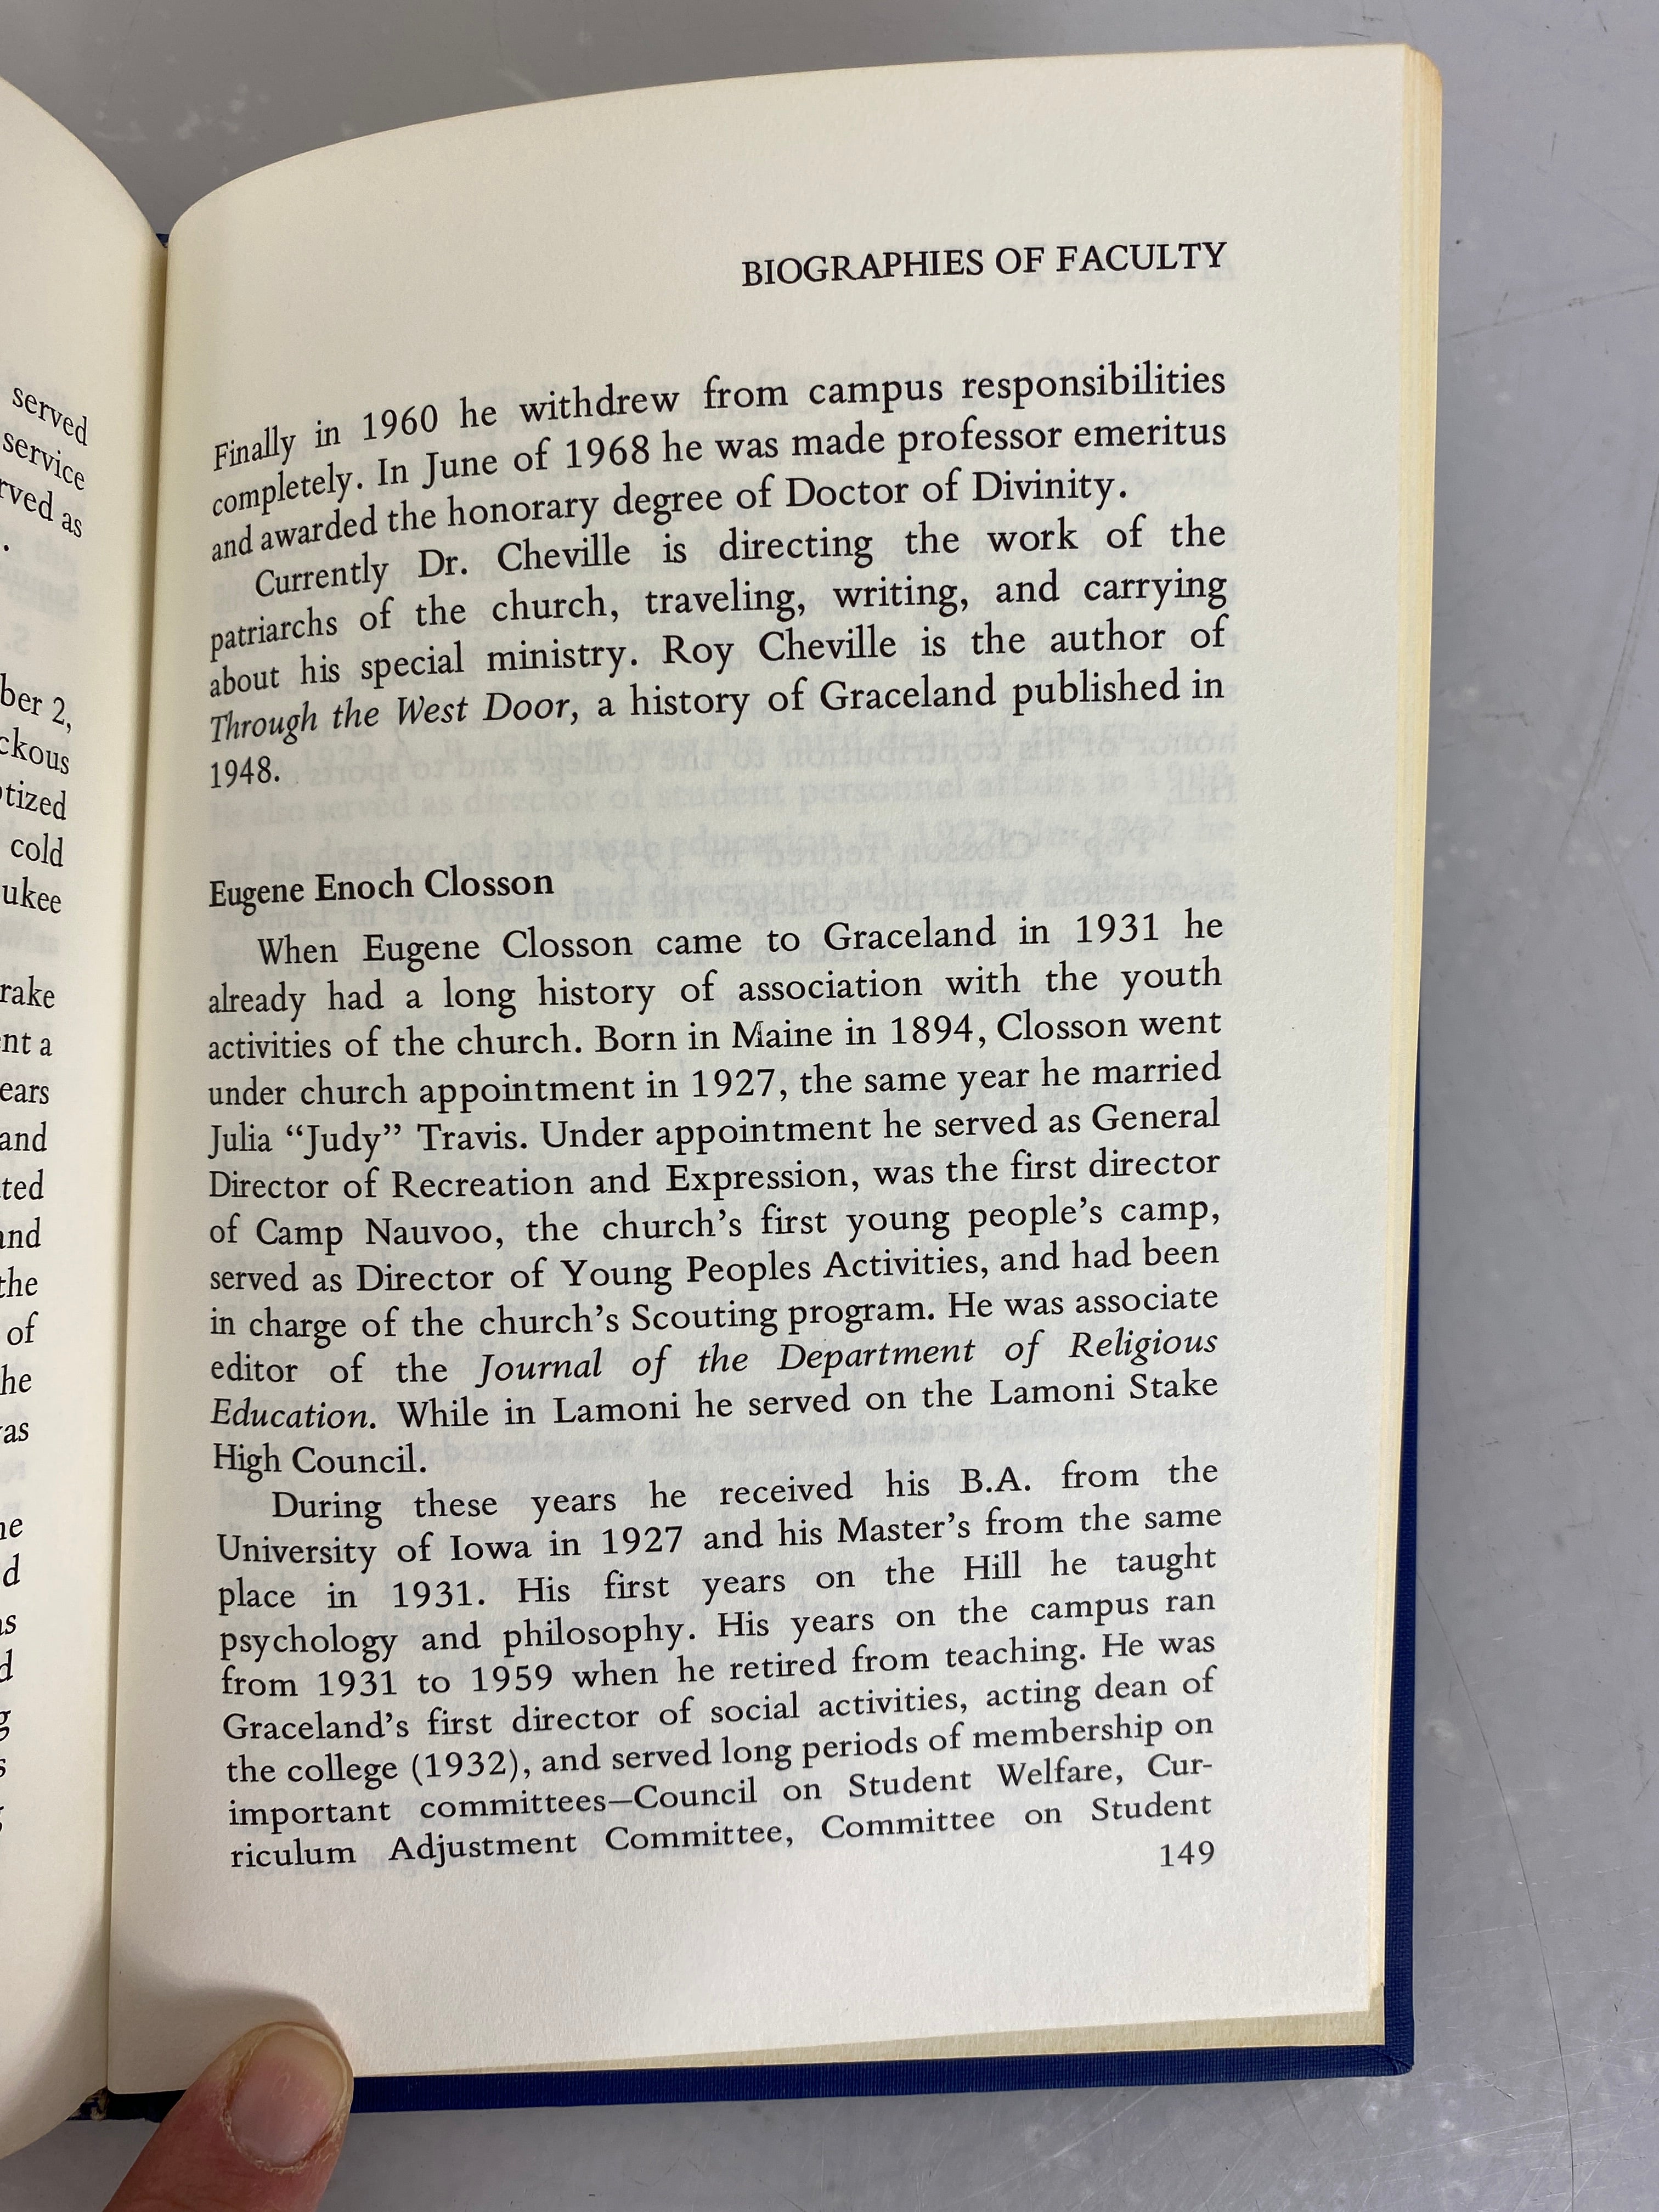 served
service
as
.
ber 2,
cold
and
the
of
BIOGRAPHIES OF FACULTY
Finally in 1960 he withdrew from campus responsibilities
completely. In June of 1968 he was made professor emeritus
and awarded the honorary degree of Doctor of Divinity.
Currently Dr. Cheville is directing the work of the
patriarchs of the church, traveling, writing, and carrying
about his special ministry. Roy Cheville is the author of
Through the West Door, a history of Graceland published in
1948.
Eugene Enoch Closson
When Eugene Closson came to Graceland in 1931 he
already had a long history of association with the youth
activities of the church. Born in Maine in 1894, Closson went
under church appointment in 1927, the same year he married
Julia “Judy” Travis. Under appointment he served as General
Director of Recreation and Expression, was the first director
of Camp Nauvoo, the church’s first young people’s camp,
served as Director of Young Peoples Activities, and had been
in charge of the church’s Scouting program. He was associate
editor of the Journal of the Department of Religious
Education. While in Lamoni he served on the Lamoni Stake
High Council.
During these years he received his B.A. from the
University of Iowa in 1927 and his Master’s from the same
place in 1931. His first years on the Hill he taught
psychology and philosophy. His years on the campus ran
from 1931 to 1959 when he retired from teaching. He was
Graceland’s first director of social activities, acting dean of
the college (1932), and served long periods of membership on
important committees—Council on Student Welfare, Cur-
riculum Adjustment Committee, Committee on Student
149